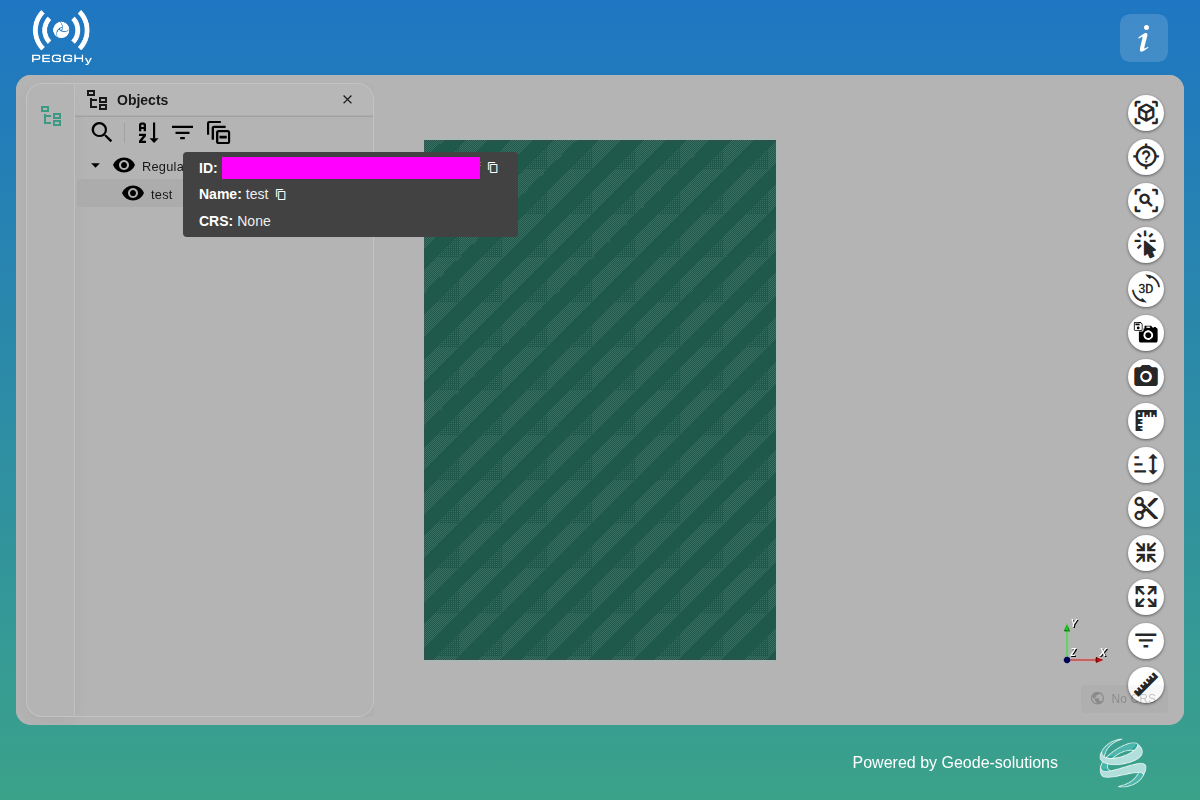 PEGGHy
i
Objects
A
Z
Regula
test
ID:
Name: test
CRS: None
3D
Y
Z
X
No CRS
Powered by Geode-solutions